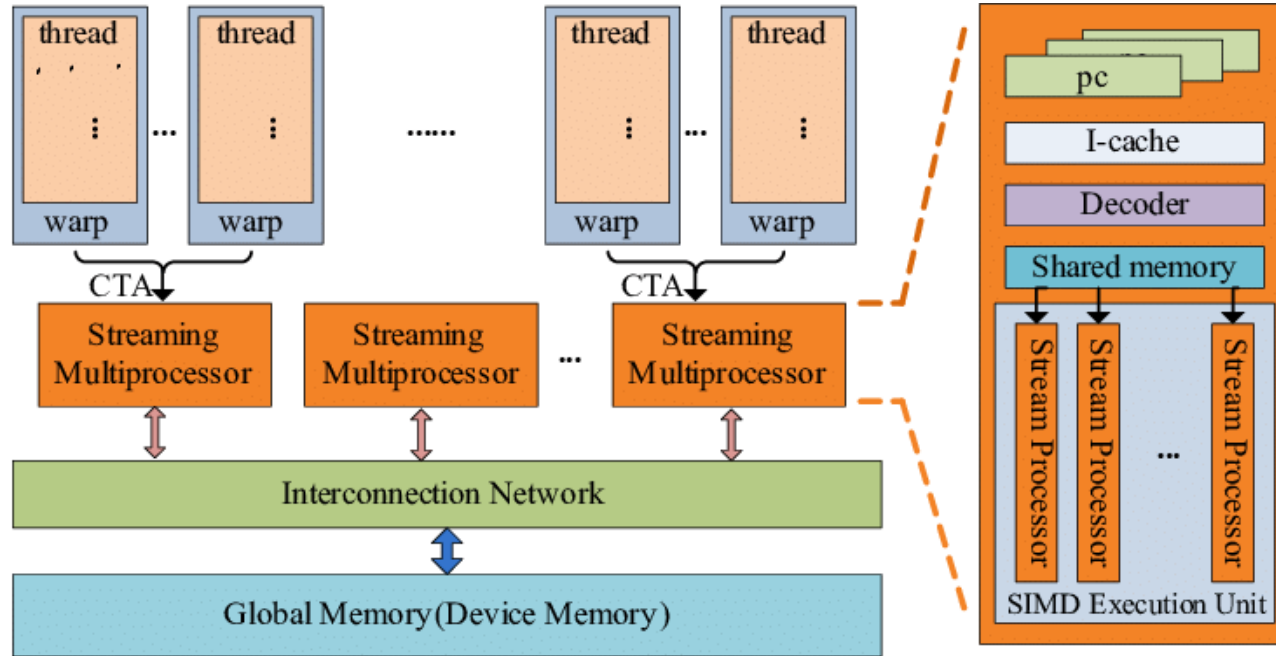 thread
thread
thread
thread
...
......
...
warp
warp
warp
warp
CTA
CTA
Streaming
Multiprocessor
Streaming
Multiprocessor
...
Streaming
Multiprocessor
Interconnection Network
Global Memory(Device Memory)
pc
I-cache
Decoder
Shared memory
Stream Processor
Stream Processor
...
Stream Processor
SIMD Execution Unit